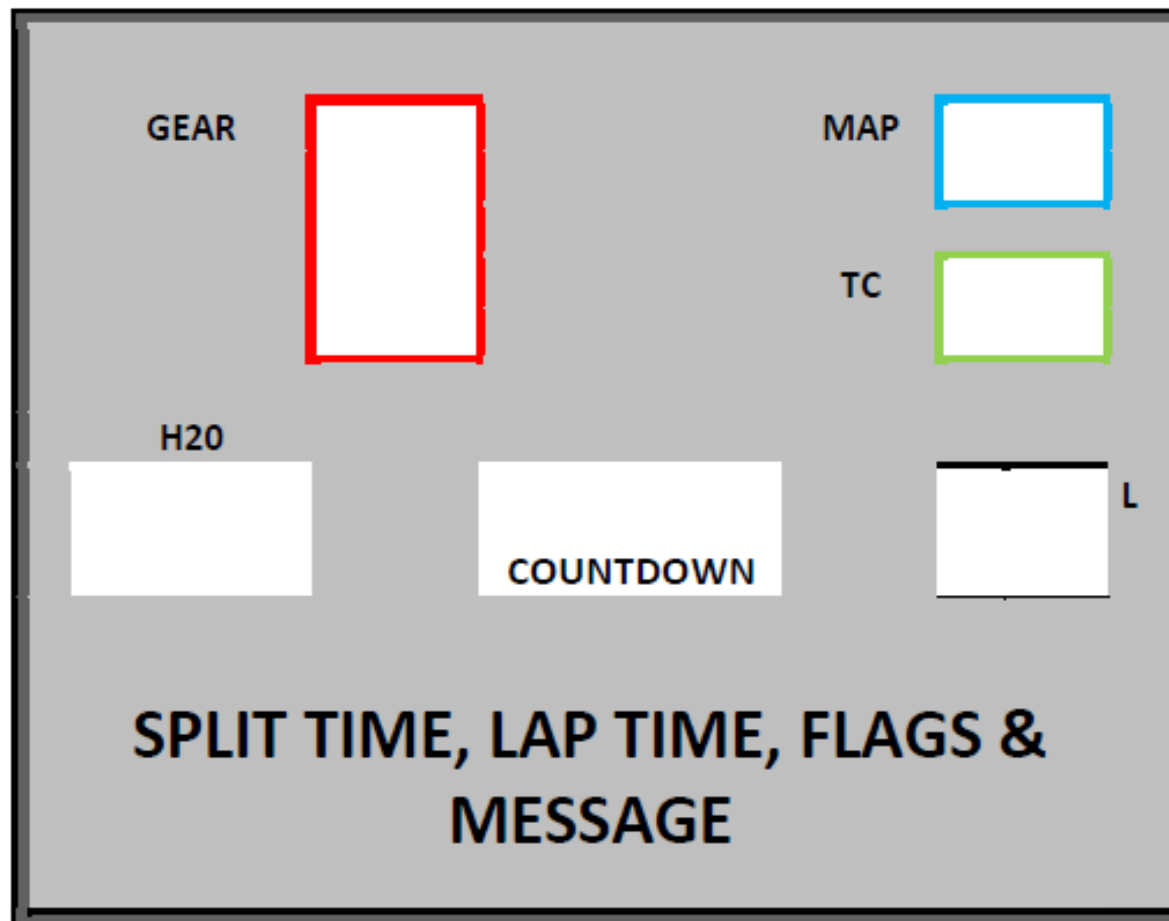 GEAR
MAP
TC
H20
L
COUNTDOWN
SPLIT TIME, LAP TIME, FLAGS &
MESSAGE